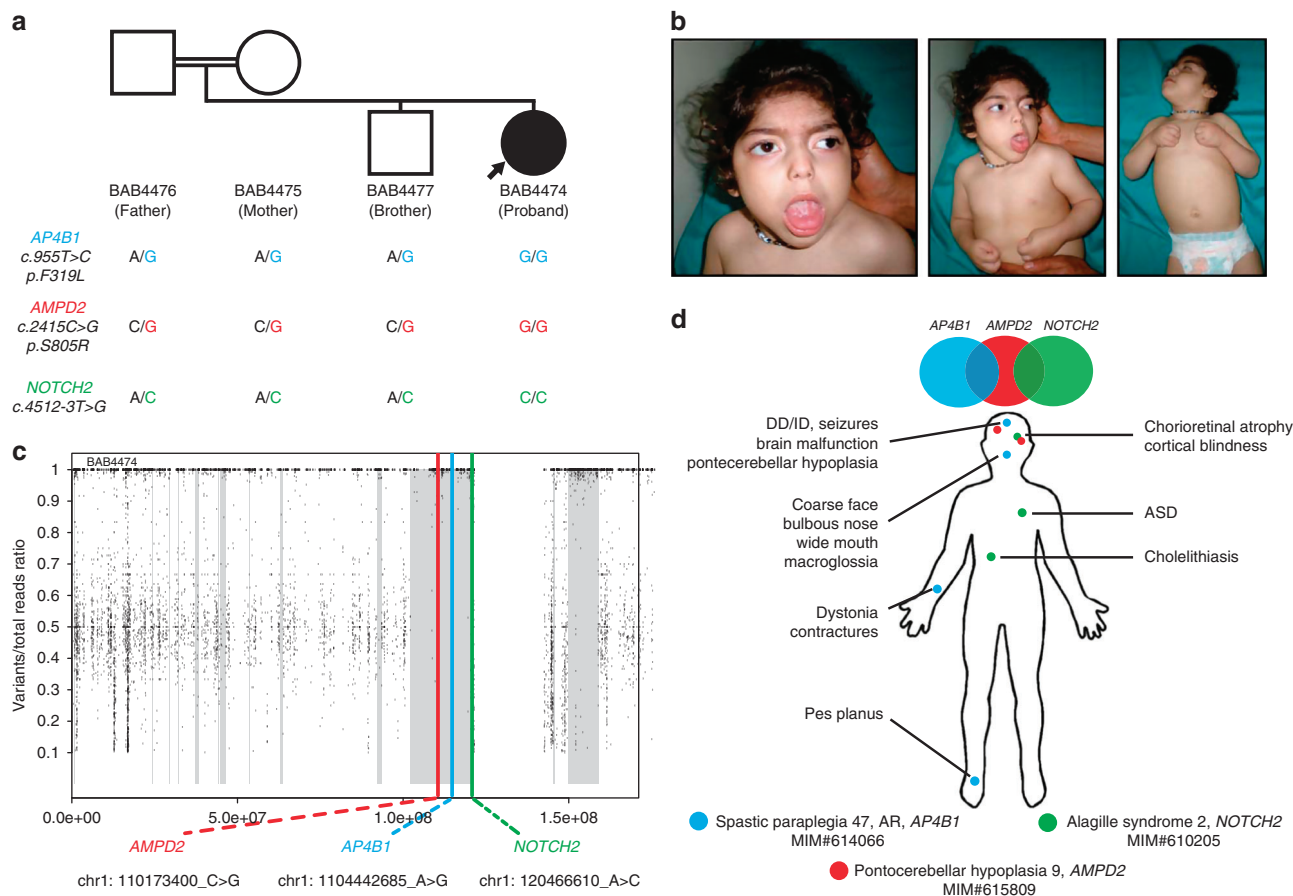 a
BAB4476 BAB4475 BAB4477 BAB4474
(Father) (Mother) (Brother) (Proband)
AP4B1
c.955T>C A/G A/G A/G G/G
p.F319L
AMPD2
c.2415C>G C/G C/G C/G G/G
p.S805R
NOTCH2
c.4512-3T>G A/C A/C A/C C/C
b
c
BAB4474
Variants/total reads ratio
1
0.9
0.8
0.7
0.6
0.5
0.4
0.3
0.2
0.1
0.0e+00 5.0e+07 1.0e+08 1.5e+08
AMPD2 AP4B1 NOTCH2
chr1: 110173400_C>G chr1: 1104442685_A>G chr1: 120466610_A>C
d
AP4B1 AMPD2 NOTCH2
DD/ID, seizures
brain malfunction
pontecerebellar hypoplasia
Coarse face
bulbous nose
wide mouth
macroglossia
Dystonia
contractures
Pes planus
Chorioretinal atrophy
cortical blindness
ASD
Cholelithiasis
Spastic paraplegia 47, AR, AP4B1
MIM#614066
Alagille syndrome 2, NOTCH2
MIM#610205
Pontocerebellar hypoplasia 9, AMPD2
MIM#615809